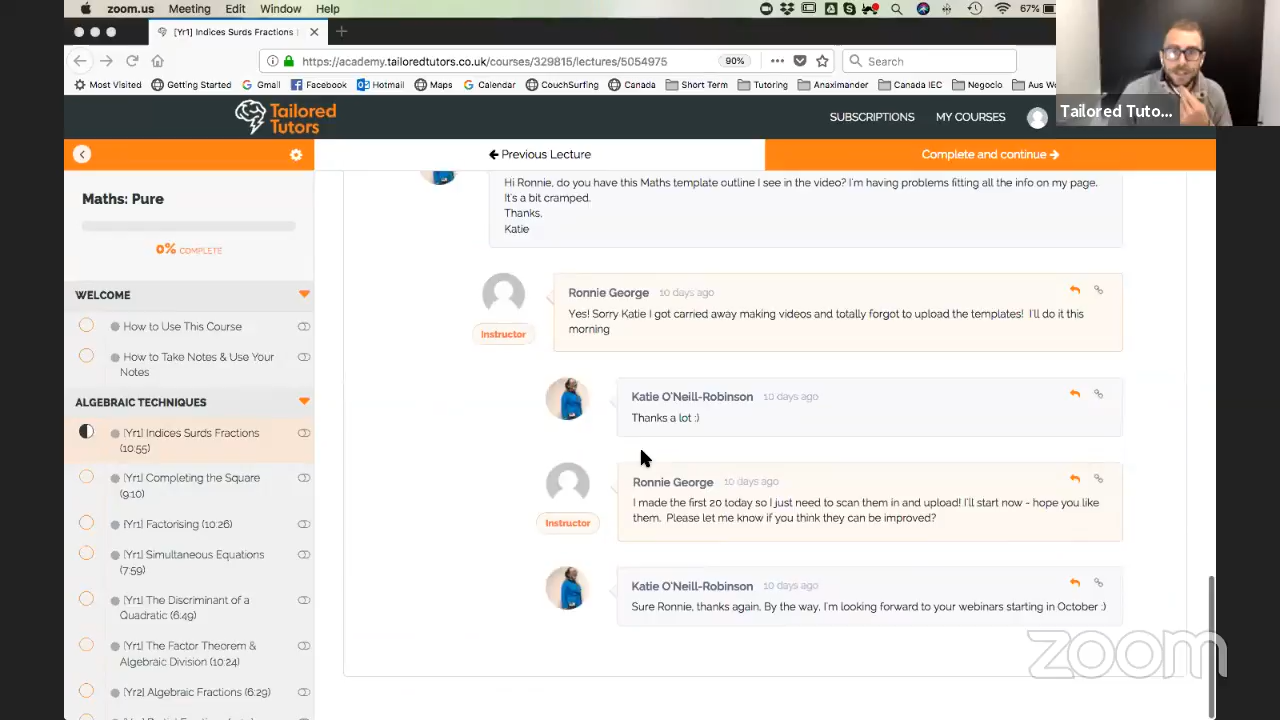 zoom.us Meeting Edit Window Help 67%
[Yr1] Indices Surds Fractions |
https://academy.tailoredtutors.co.uk/courses/329815/lectures/5054975 90% Search
Most Visited Getting Started Gmail Facebook Hotmail Maps Calendar CouchSurfing Canada Short Term Tutoring Anaximander Canada IEC Negocio Aus Wo
Tailored Tuto...
Tailored
Tutors
SUBSCRIPTIONS MY COURSES
Previous Lecture Complete and continue
Maths: Pure
0% COMPLETE
WELCOME
How to Use This Course
How to Take Notes & Use Your
Notes
ALGEBRAIC TECHNIQUES
[Yr1] Indices Surds Fractions
(10:55)
[Yr1] Completing the Square
(9:10)
[Yr1] Factorising (10:26)
[Yr1] Simultaneous Equations
(7:59)
[Yr1] The Discriminant of a
Quadratic (6:49)
[Yr1] The Factor Theorem &
Algebraic Division (10:24)
[Yr2] Algebraic Fractions (6:29)
Hi Ronnie, do you have this Maths template outline I see in the video? I'm having problems fitting all the info on my page.
It's a bit cramped.
Thanks,
Katie
Ronnie George 10 days ago
Instructor
Yes! Sorry Katie I got carried away making videos and totally forgot to upload the templates! I'll do it this
morning
Katie O'Neill-Robinson 10 days ago
Thanks a lot :)
Ronnie George 10 days ago
Instructor
I made the first 20 today so I just need to scan them in and upload! I'll start now - hope you like
them. Please let me know if you think they can be improved?
Katie O'Neill-Robinson 10 days ago
Sure Ronnie, thanks again. By the way, I'm looking forward to your webinars starting in October :)
zoom